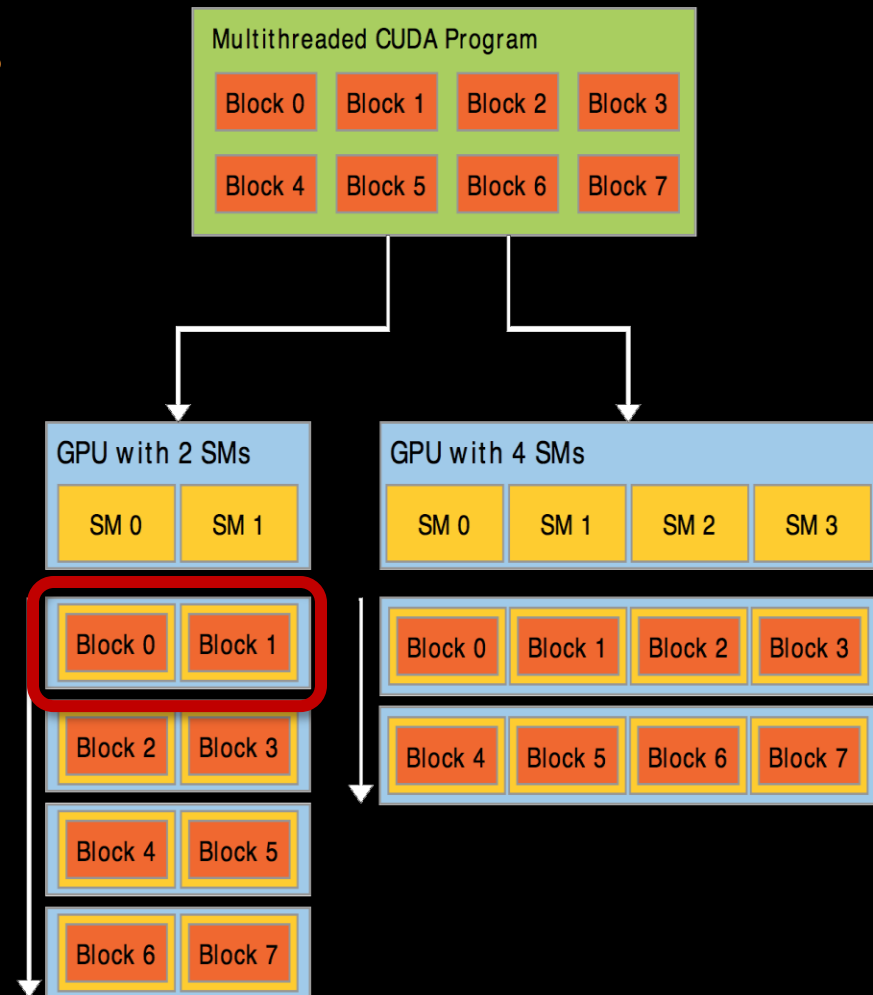 Multithreaded CUDA Program
Block 0 Block 1 Block 2 Block 3
Block 4 Block 5 Block 6 Block 7
GPU with 2 SMs
SM 0 SM 1
Block 0 Block 1
Block 2 Block 3
Block 4 Block 5
Block 6 Block 7
GPU with 4 SMs
SM 0 SM 1 SM 2 SM 3
Block 0 Block 1 Block 2 Block 3
Block 4 Block 5 Block 6 Block 7